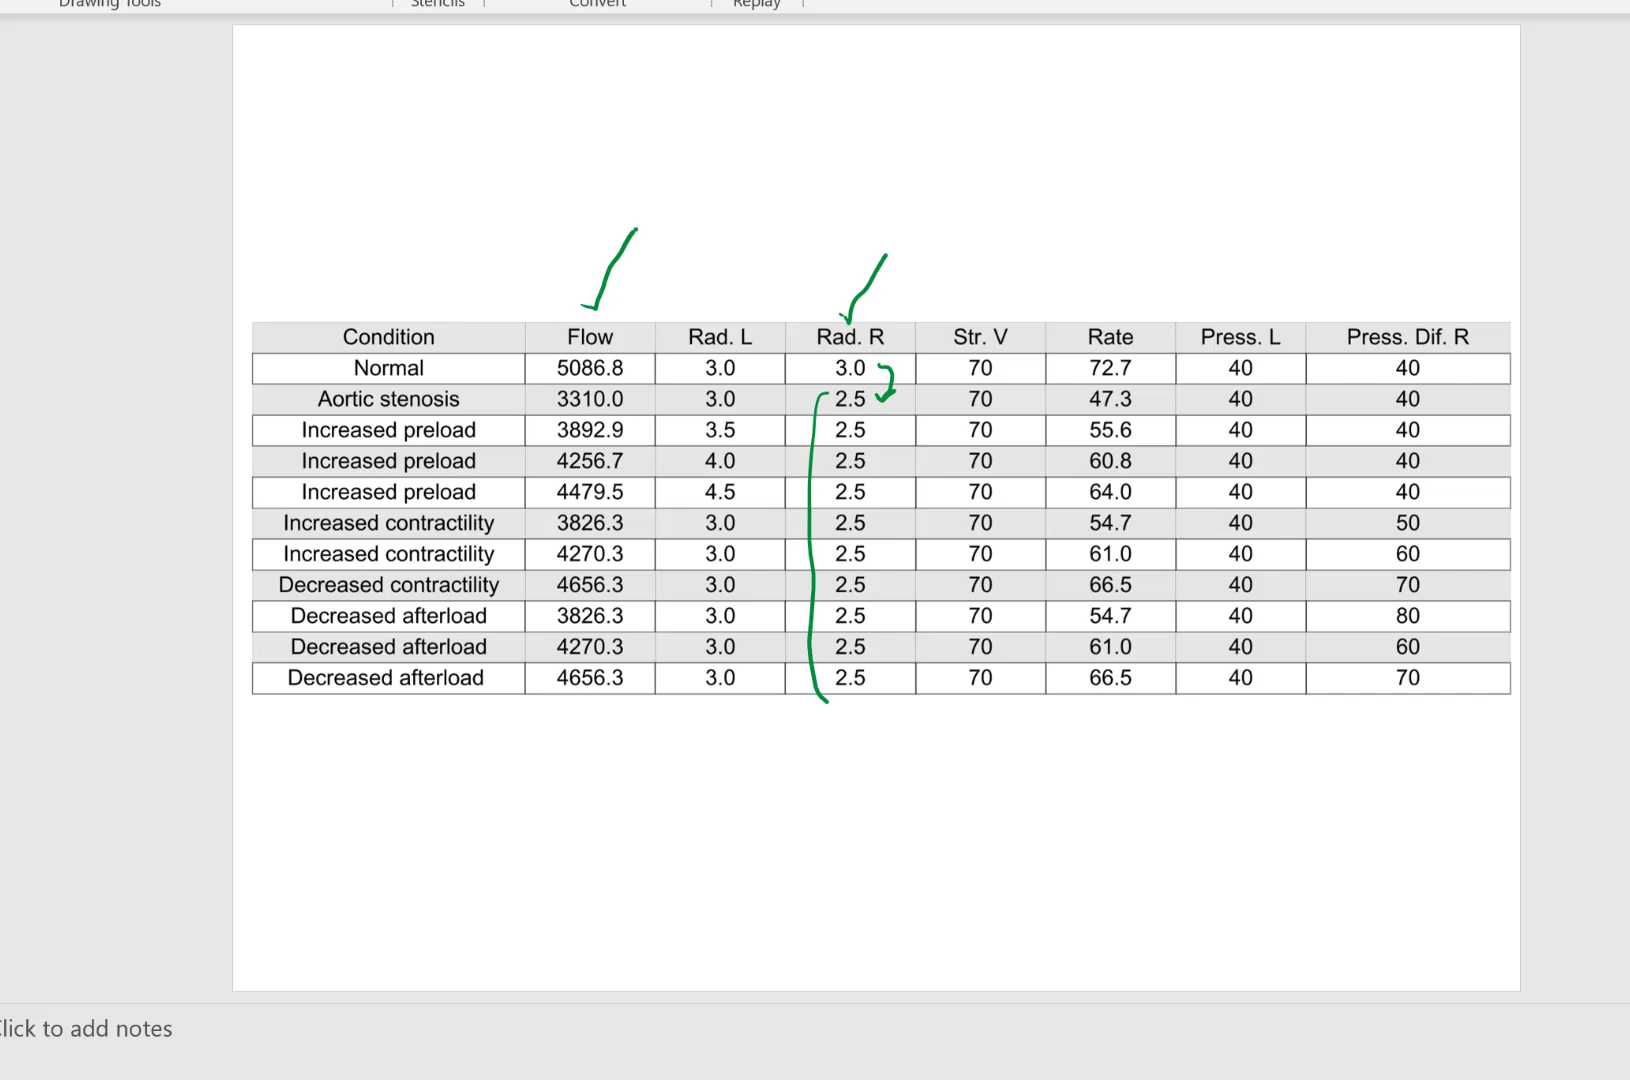 Drawing Tools Stencils Convert Replay
Condition Flow Rad. L Rad. R Str. V Rate Press. L Press. Dif. R
Normal 5086.8 3.0 3.0 70 72.7 40 40
Aortic stenosis 3310.0 3.0 2.5 70 47.3 40 40
Increased preload 3892.9 3.5 2.5 70 55.6 40 40
Increased preload 4256.7 4.0 2.5 70 60.8 40 40
Increased preload 4479.5 4.5 2.5 70 64.0 40 40
Increased contractility 3826.3 3.0 2.5 70 54.7 40 50
Increased contractility 4270.3 3.0 2.5 70 61.0 40 60
Decreased contractility 4656.3 3.0 2.5 70 66.5 40 70
Decreased afterload 3826.3 3.0 2.5 70 54.7 40 80
Decreased afterload 4270.3 3.0 2.5 70 61.0 40 60
Decreased afterload 4656.3 3.0 2.5 70 66.5 40 70
lick to add notes